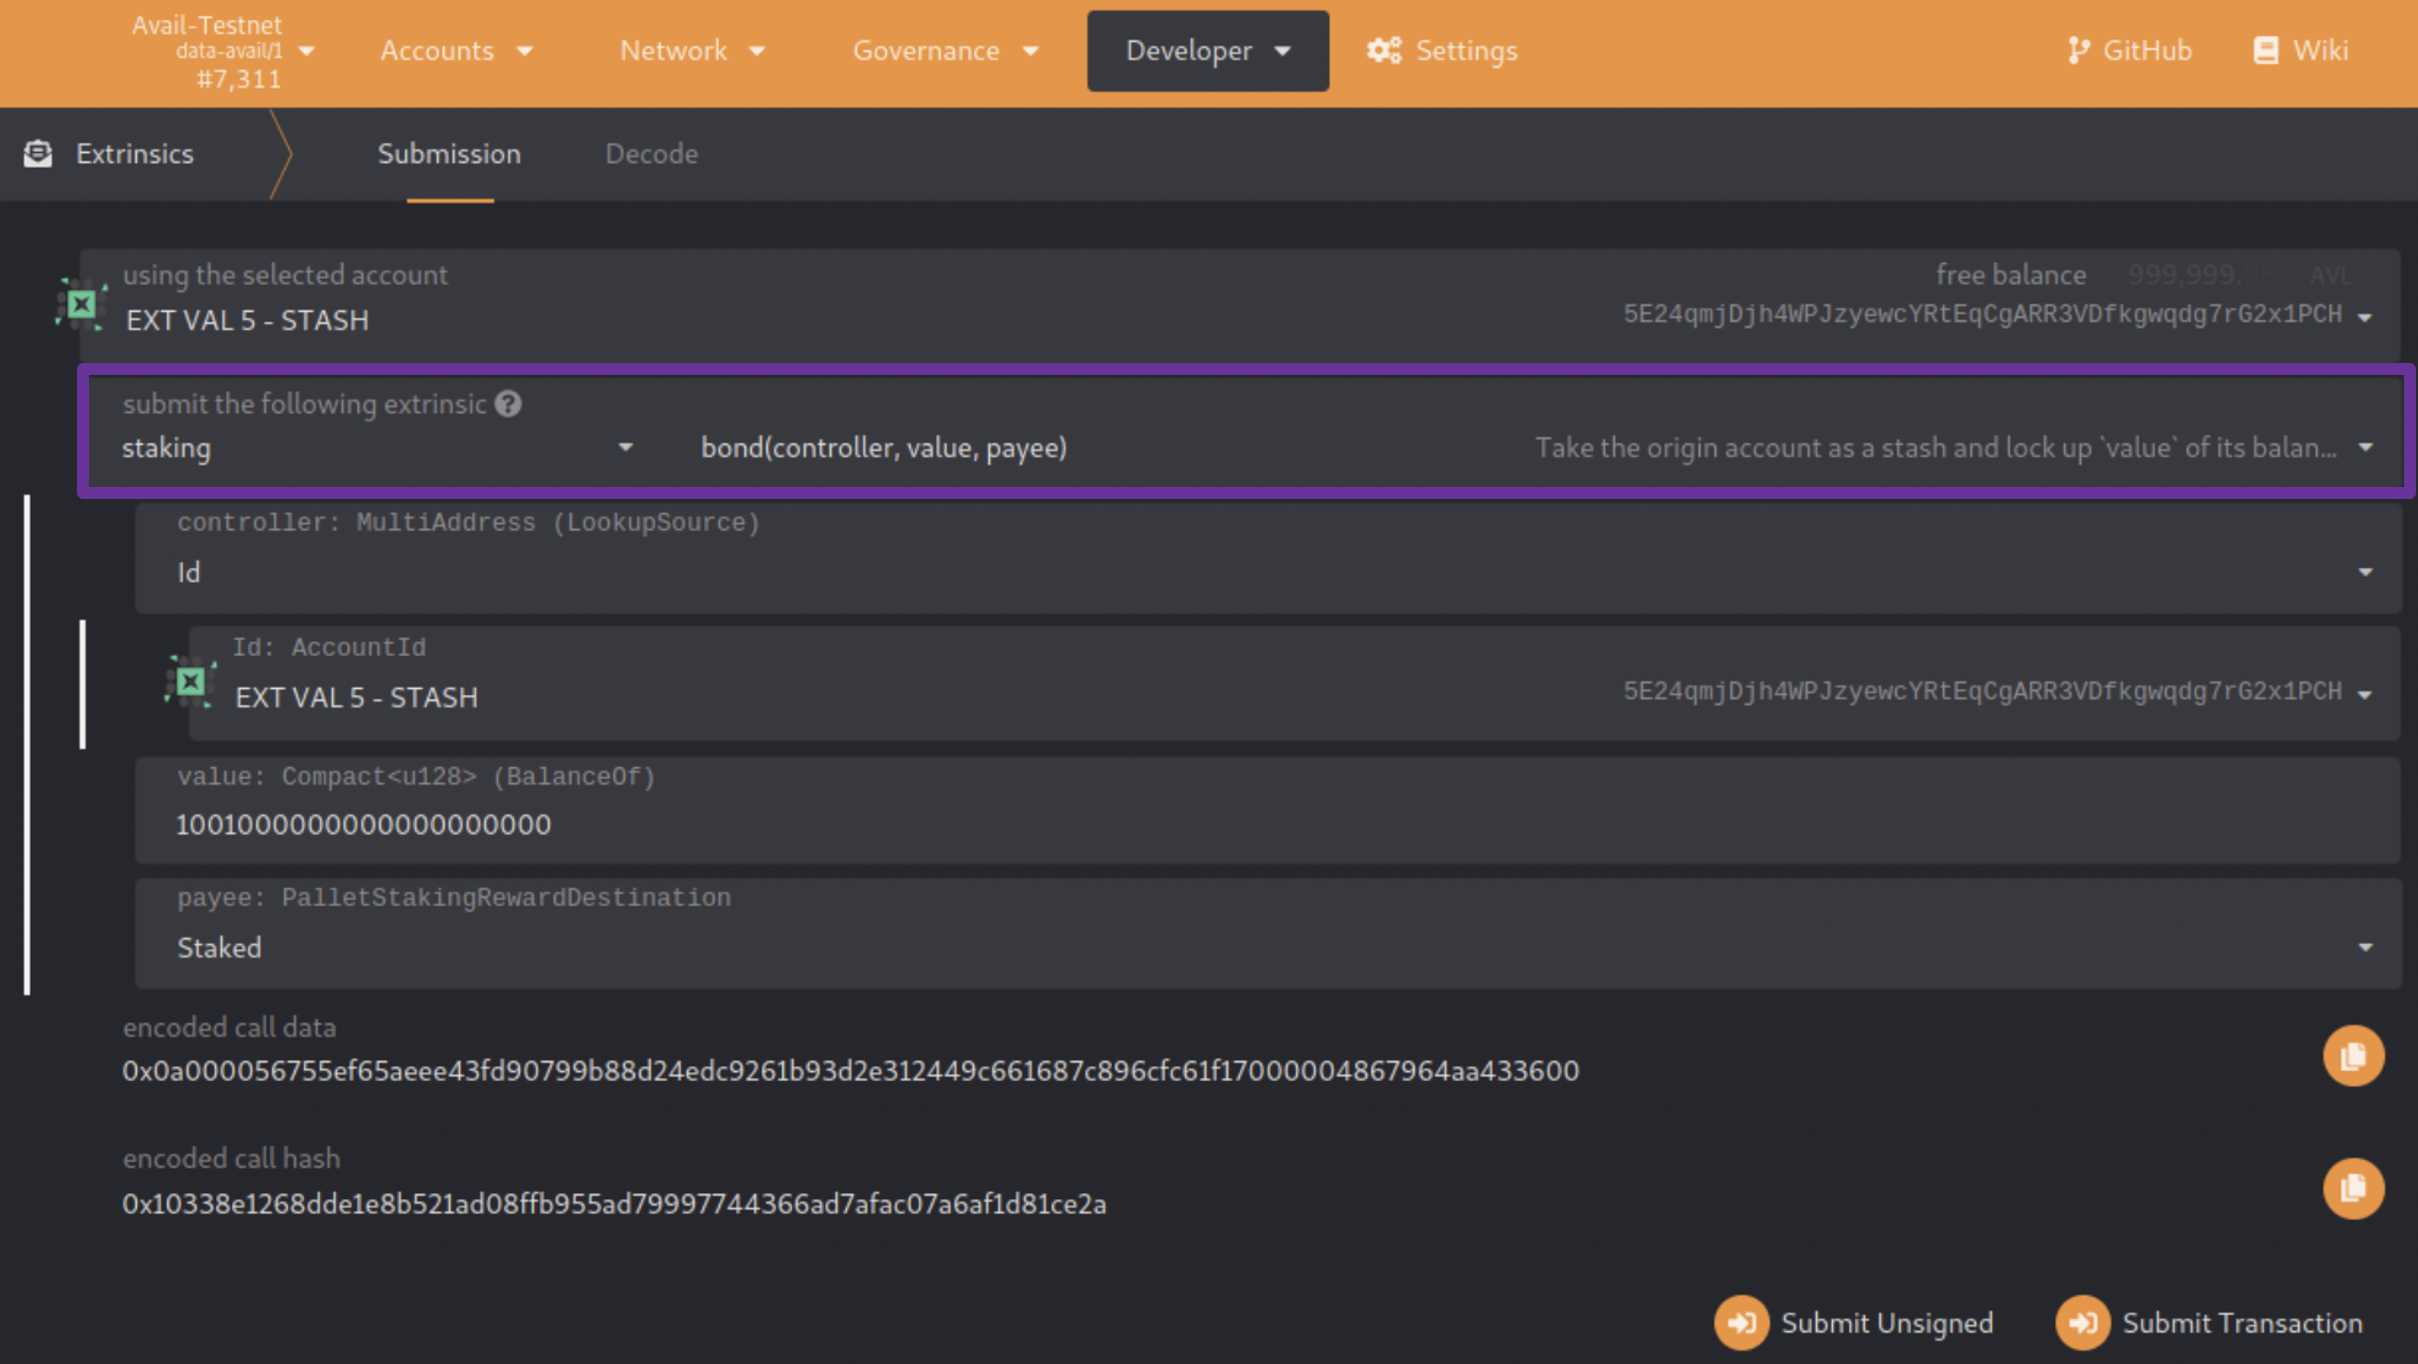 Avail-Testnet
data-avail/1
#7,311
Accounts
Network
Governance
Developer
Settings
GitHub
Wiki
Extrinsics
Submission
Decode
using the selected account
free balance 999,999. AVL
EXT VAL 5 - STASH
5E24qmjDjh4WPJzyewcYRtEqCgARR3VDfkgwqdg7rG2x1PCH
submit the following extrinsic ?
staking
bond(controller, value, payee)
Take the origin account as a stash and lock up `value` of its balan...
controller: MultiAddress (LookupSource)
Id
Id: AccountId
EXT VAL 5 - STASH
5E24qmjDjh4WPJzyewcYRtEqCgARR3VDfkgwqdg7rG2x1PCH
value: Compact<u128> (BalanceOf)
1001000000000000000000
payee: PalletStakingRewardDestination
Staked
encoded call data
0x0a000056755ef65aeee43fd90799b88d24edc9261b93d2e312449c661687c896cfc61f17000004867964aa433600
encoded call hash
0x10338e1268dde1e8b521ad08ffb955ad79997744366ad7afac07a6af1d81ce2a
Submit Unsigned
Submit Transaction